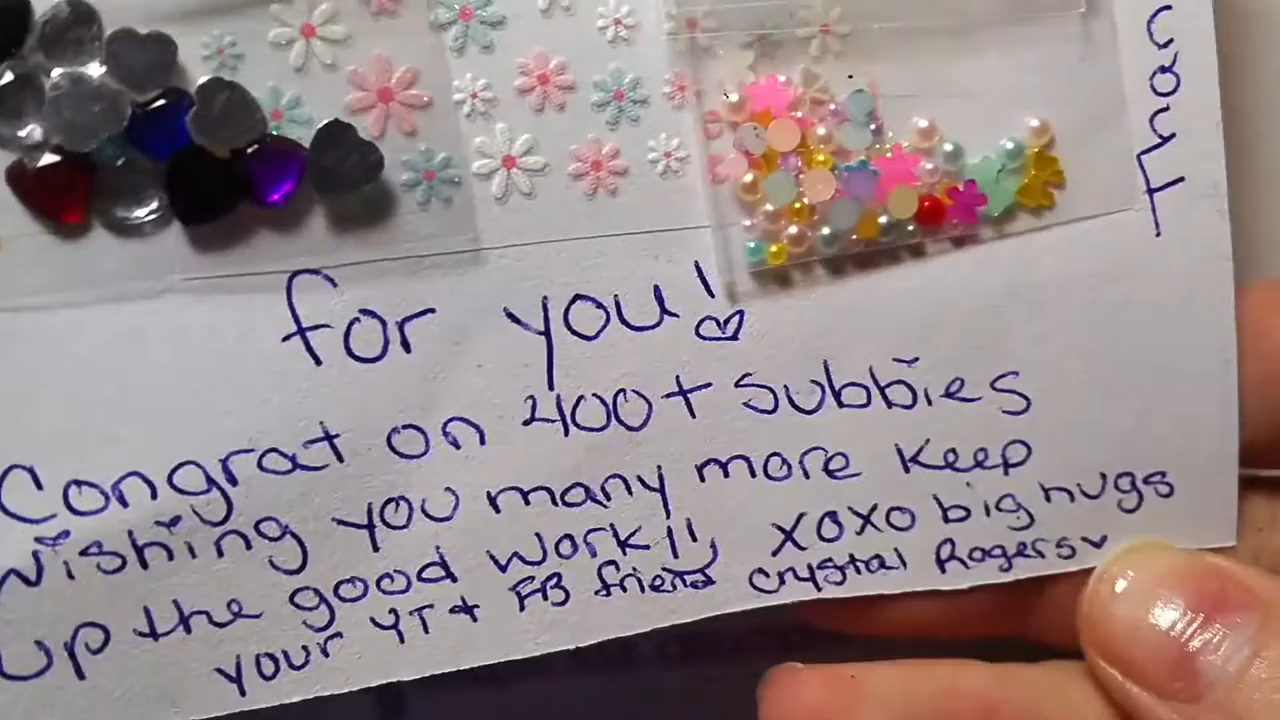 for you!
Congrat on 400+ subbies
Wishing you many more Keep
up the good work!! xoxo big hugs
your YT + FB friend Crystal Rogers
Than